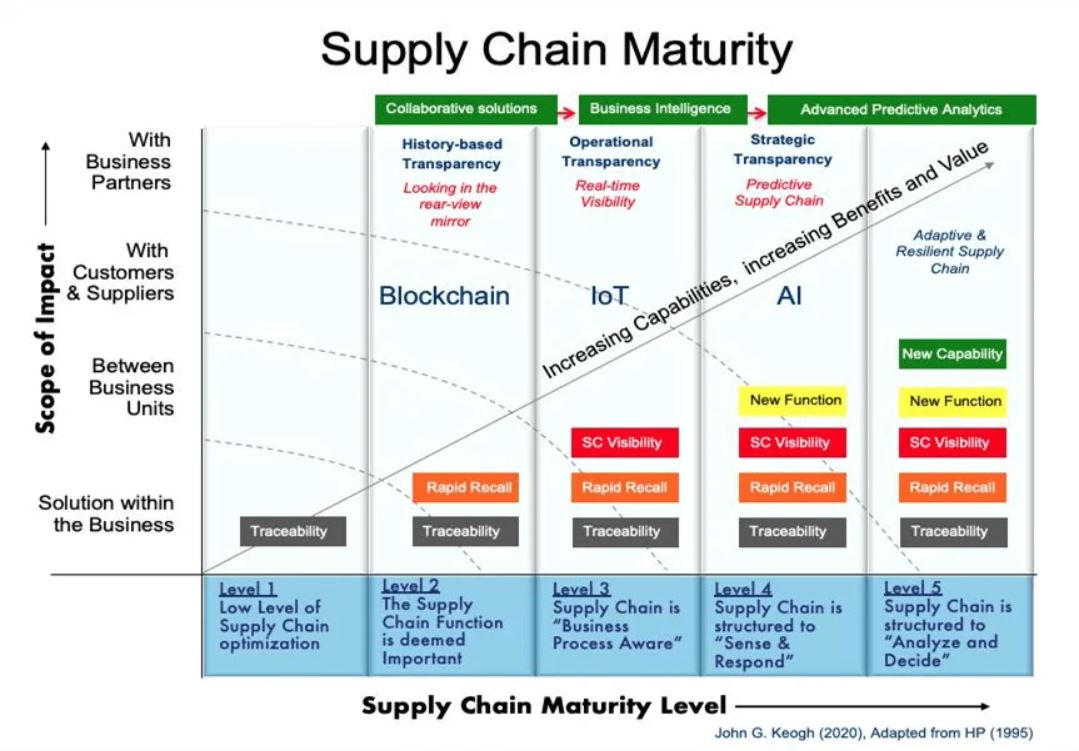 Supply Chain Maturity
Collaborative solutions
Business Intelligence
Advanced Predictive Analytics
With
Business
Partners
With
Customers
& Suppliers
Between
Business
Units
Solution within
the Business
Scope of Impact
History-based
Transparency
Looking in the
rear-view
mirror
Operational
Transparency
Real-time
Visibility
Strategic
Transparency
Predictive
Supply Chain
Adaptive &
Resilient Supply
Chain
Increasing Capabilities, increasing Benefits and Value
Blockchain
IoT
AI
New Capability
New Function
New Function
SC Visibility
SC Visibility
SC Visibility
Rapid Recall
Rapid Recall
Rapid Recall
Rapid Recall
Traceability
Traceability
Traceability
Traceability
Traceability
Level 1
Low Level of
Supply Chain
optimization
Level 2
The Supply
Chain Function
is deemed
Important
Level 3
Supply Chain is
“Business
Process Aware”
Level 4
Supply Chain is
structured to
“Sense &
Respond”
Level 5
Supply Chain is
structured to
“Analyze and
Decide”
Supply Chain Maturity Level
John G. Keogh (2020), Adapted from HP (1995)